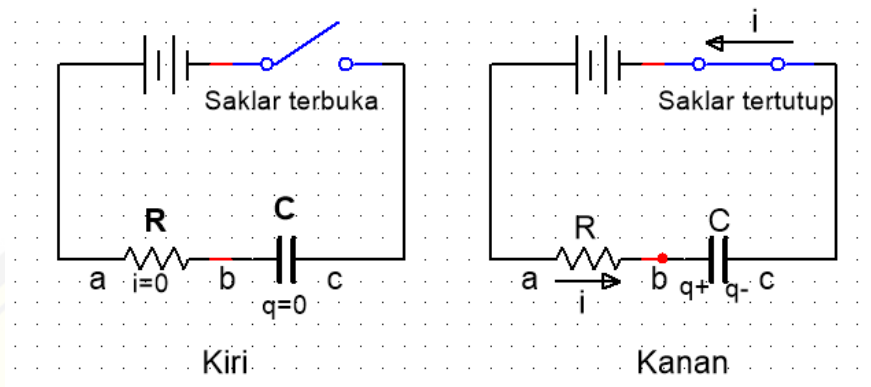 Saklar terbuka
R
C
a
i=0
b
q=0
c
Kiri
i
Saklar tertutup
R
C
a
i
b
q+
q-
c
Kanan